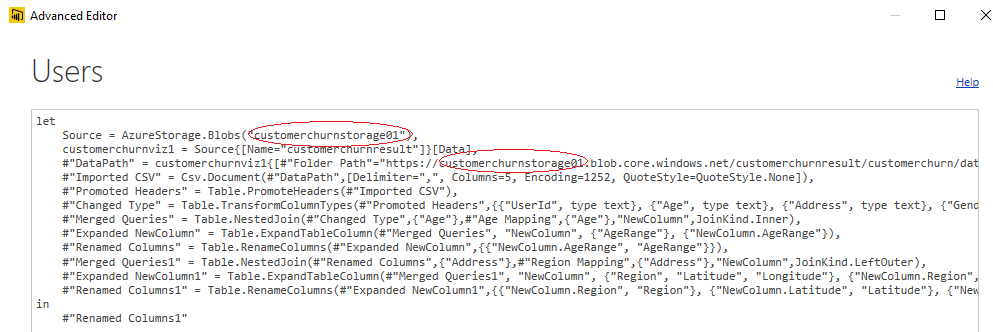 Advanced Editor
Users
Help
let
Source = AzureStorage.Blobs("customerchurnstorage01"),
customerchurnviz1 = Source{[Name="customerchurnresult"]}[Data],
#"DataPath" = customerchurnviz1{[#"Folder Path"="https://customerchurnstorage01.blob.core.windows.net/customerchurnresult/customerchurn/dat
#"Imported CSV" = Csv.Document(#"DataPath",[Delimiter=",", Columns=5, Encoding=1252, QuoteStyle=QuoteStyle.None]),
#"Promoted Headers" = Table.PromoteHeaders(#"Imported CSV"),
#"Changed Type" = Table.TransformColumnTypes(#"Promoted Headers",{{"UserId", type text}, {"Age", type text}, {"Address", type text}, {"Gend
#"Merged Queries" = Table.NestedJoin(#"Changed Type",{"Age"},#"Age Mapping",{"Age"},"NewColumn",JoinKind.Inner),
#"Expanded NewColumn" = Table.ExpandTableColumn(#"Merged Queries", "NewColumn", {"AgeRange"}, {"NewColumn.AgeRange"}),
#"Renamed Columns" = Table.RenameColumns(#"Expanded NewColumn",{{"NewColumn.AgeRange", "AgeRange"}}),
#"Merged Queries1" = Table.NestedJoin(#"Renamed Columns",{"Address"},#"Region Mapping",{"Address"},"NewColumn",JoinKind.LeftOuter),
#"Expanded NewColumn1" = Table.ExpandTableColumn(#"Merged Queries1", "NewColumn", {"Region", "Latitude", "Longitude"}, {"NewColumn.Region",
#"Renamed Columns1" = Table.RenameColumns(#"Expanded NewColumn1",{{"NewColumn.Region", "Region"}, {"NewColumn.Latitude", "Latitude"}, {"New
in
#"Renamed Columns1"